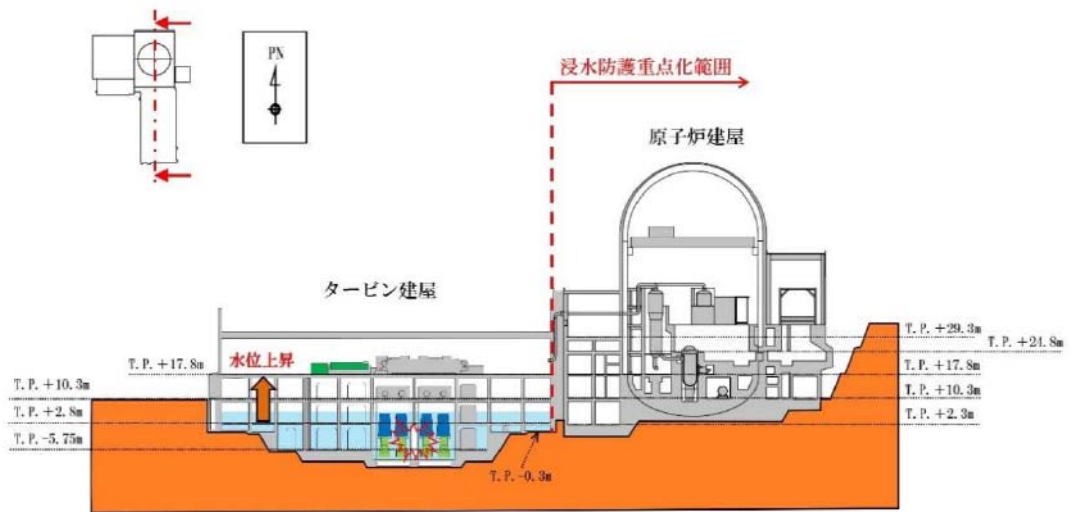 PN
浸水防護重点化範囲
原子炉建屋
タービン建屋
水位上昇
T.P.+17.8m
T.P.+10.3m
T.P.+2.8m
T.P.-5.75m
T.P.-0.3m
T.P.+29.3m
T.P.+24.8m
T.P.+17.8m
T.P.+10.3m
T.P.+2.3m